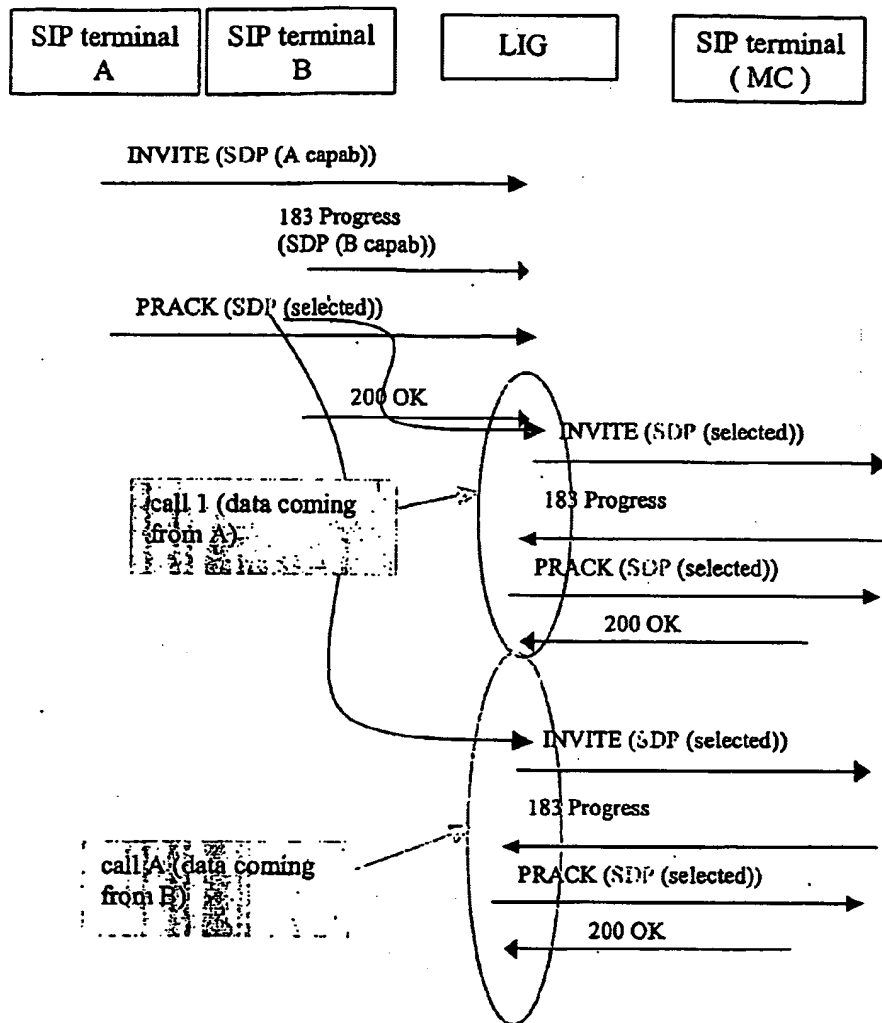 SIP terminal
A
SIP terminal
B
LIG
SIP terminal
( MC )
INVITE (SDP (A capab))
183 Progress
(SDP (B capab))
PRACK (SDP (selected))
200 OK
INVITE (SDP (selected))
call 1 (data coming
from A)
183 Progress
PRACK (SDP (selected))
200 OK
INVITE (SDP (selected))
183 Progress
call A (data coming
from B)
PRACK (SDP (selected))
200 OK